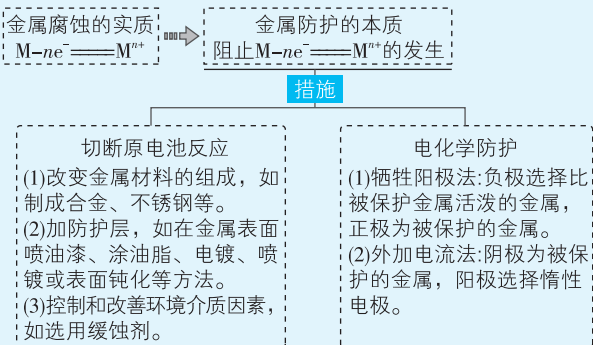 金属腐蚀的实质
M-ne⁻═══Mⁿ⁺
金属防护的本质
阻止M-ne⁻═══Mⁿ⁺的发生
措施
切断原电池反应
(1)改变金属材料的组成，如
制成合金、不锈钢等。
(2)加防护层，如在金属表面
喷油漆、涂油脂、电镀、喷
镀或表面钝化等方法。
(3)控制和改善环境介质因素，
如选用缓蚀剂。
电化学防护
(1)牺牲阳极法:负极选择比
被保护金属活泼的金属，
正极为被保护的金属。
(2)外加电流法:阴极为被保
护的金属，阳极选择惰性
电极。